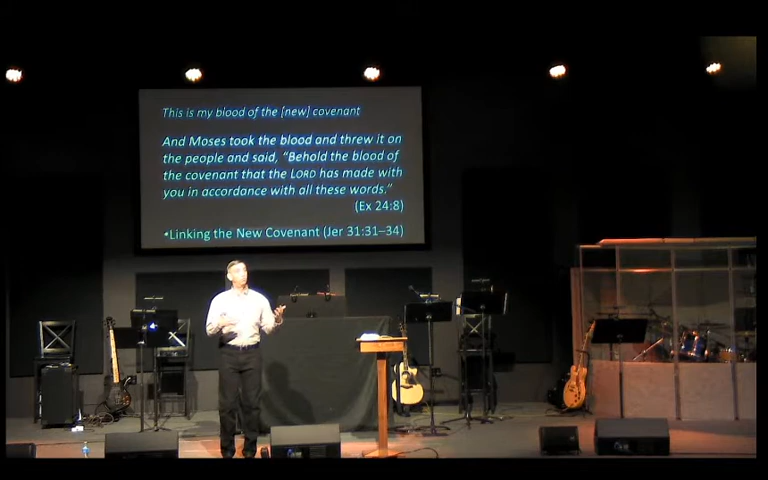 This is my blood of the [new] covenant
And Moses took the blood and threw it on
the people and said, “Behold the blood of
the covenant that the LORD has made with
you in accordance with all these words.”
(Ex 24:8)
•Linking the New Covenant (Jer 31:31–34)